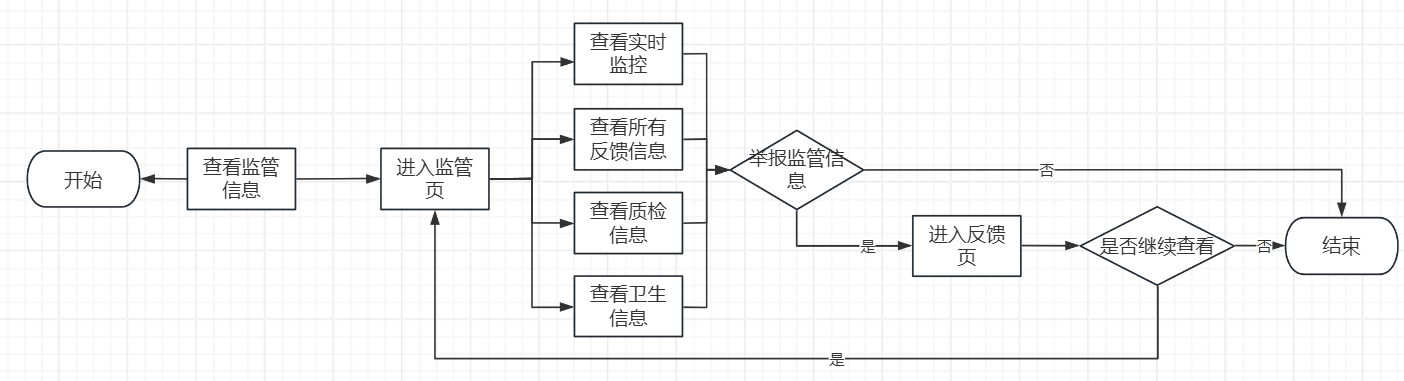 开始
查看监管
信息
进入监管
页
查看实时
监控
查看所有
反馈信息
查看质检
信息
查看卫生
信息
举报监管信
息
否
是
进入反馈
页
是否继续查看
否
结束
是